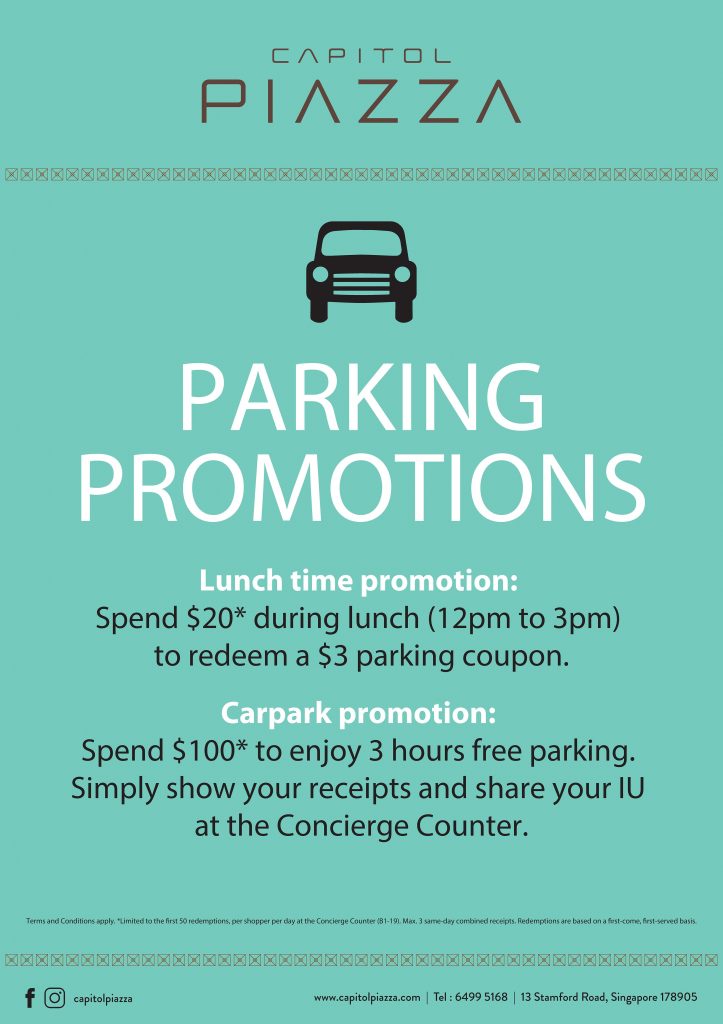 CAPITOL
PIAZZA
PARKING
PROMOTIONS
Lunch time promotion:
Spend $20* during lunch (12pm to 3pm)
to redeem a $3 parking coupon.
Carpark promotion:
Spend $100* to enjoy 3 hours free parking.
Simply show your receipts and share your IU
at the Concierge Counter.
Terms and Conditions apply. *Limited to the first 50 redemptions, per shopper per day at the Concierge Counter (B1-19). Max. 3 same-day combined receipts. Redemptions are based on a first-come, first-served basis.
capitolpiazza
www.capitolpiazza.com | Tel : 6499 5168 | 13 Stamford Road, Singapore 178905